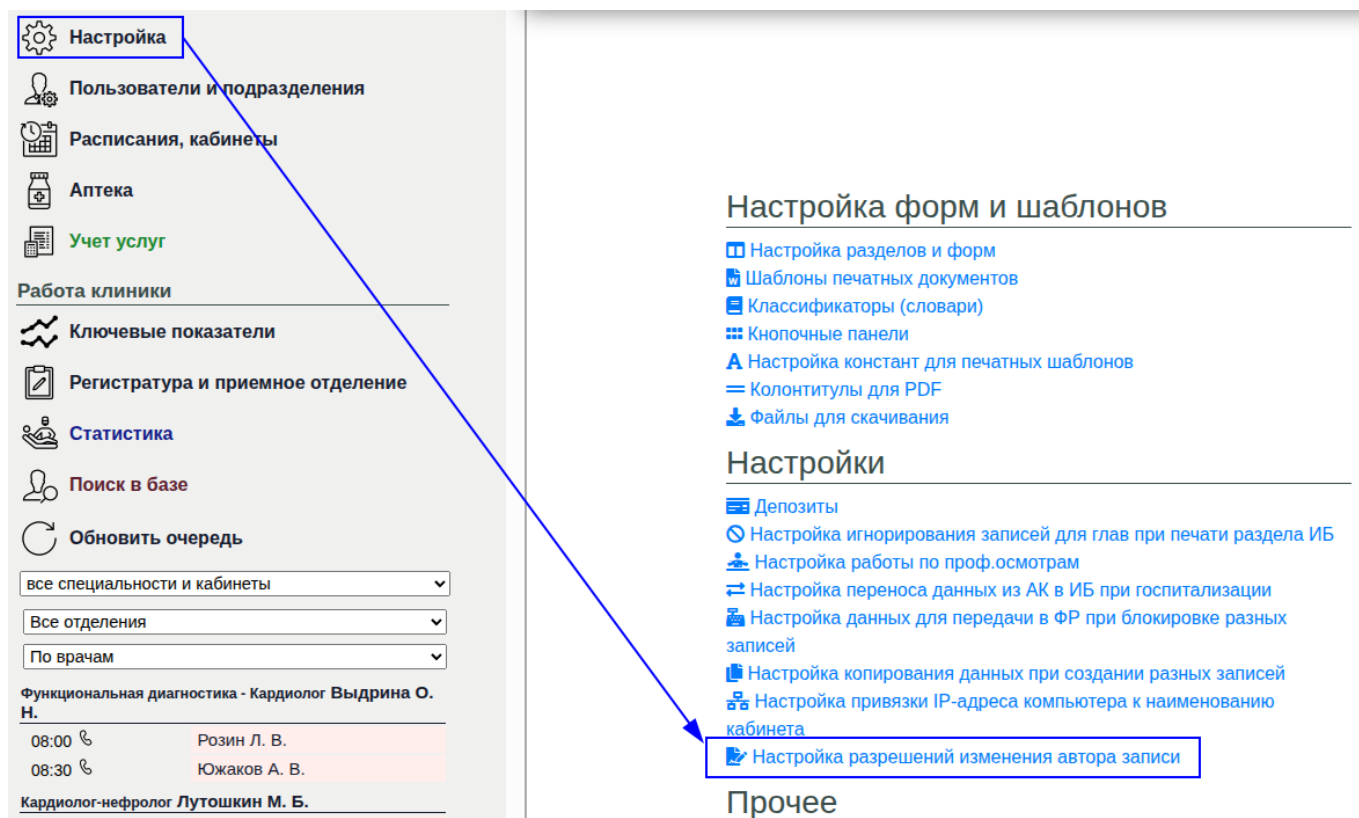 Настройка
Пользователи и подразделения
Расписания, кабинеты
Аптека
Учет услуг
Работа клиники
Ключевые показатели
Регистратура и приемное отделение
Статистика
Поиск в базе
Обновить очередь
все специальности и кабинеты
Все отделения
По врачам
Функциональная диагностика - Кардиолог Выдрина О.
Н.
08:00 Розин Л. В.
08:30 Южаков А. В.
Кардиолог-нефролог Лутошкин М. Б.
Настройка форм и шаблонов
Настройка разделов и форм
Шаблоны печатных документов
Классификаторы (словари)
Кнопочные панели
Настройка констант для печатных шаблонов
Колонтитулы для PDF
Файлы для скачивания
Настройки
Депозиты
Настройка игнорирования записей для глав при печати раздела ИБ
Настройка работы по проф.осмотрам
Настройка переноса данных из АК в ИБ при госпитализации
Настройка данных для передачи в ФР при блокировке разных
записей
Настройка копирования данных при создании разных записей
Настройка привязки IP-адреса компьютера к наименованию
кабинета
Настройка разрешений изменения автора записи
Прочее